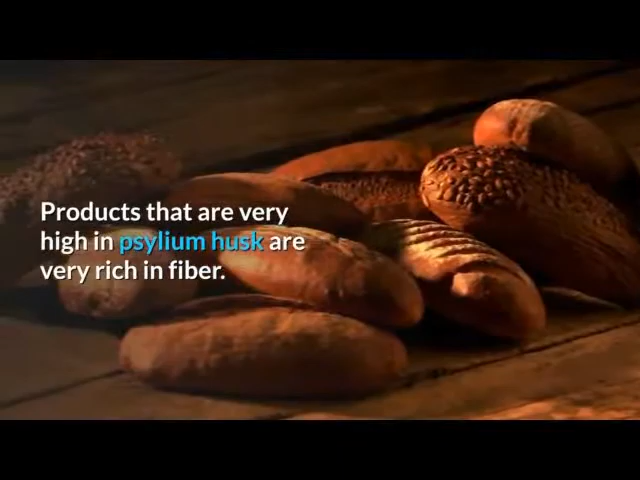 Products that are very
high in psylium husk are
very rich in fiber.